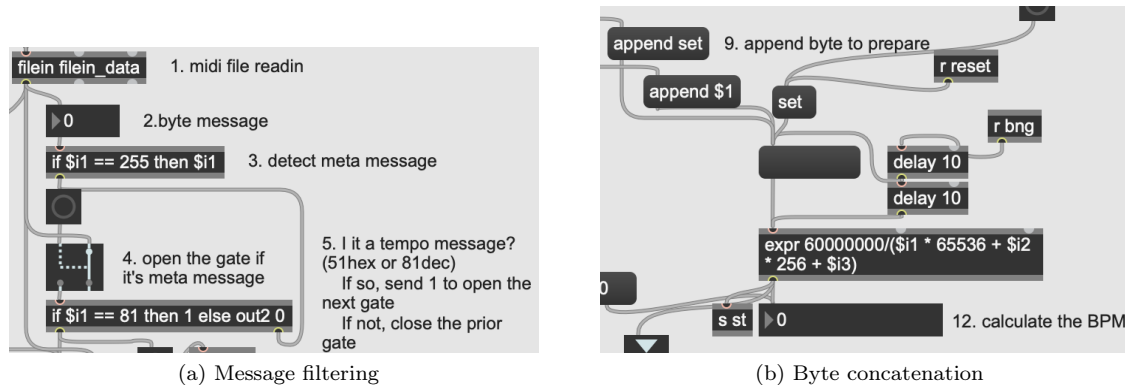 filein filein_data
1. midi file readin
0
2.byte message
if $i1 == 255 then $i1
3. detect meta message
4. open the gate if
it's meta message
5. I it a tempo message?
(51hex or 81dec)
If so, send 1 to open the
next gate
If not, close the prior
gate
if $i1 == 81 then 1 else out2 0
(a) Message filtering
append set
9. append byte to prepare
r reset
append $1
set
r bng
delay 10
delay 10
expr 60000000/($i1 * 65536 + $i2
* 256 + $i3)
0
s st
0
12. calculate the BPM
(b) Byte concatenation